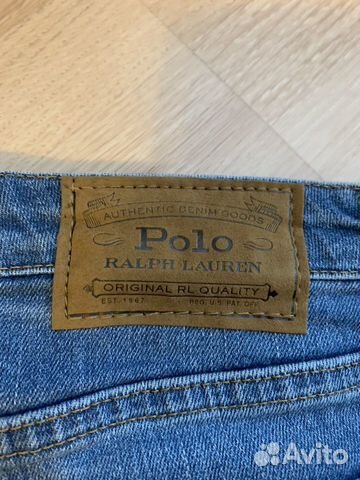 AUTHENTIC DENIM GOODS
Polo
RALPH LAUREN
ORIGINAL RL QUALITY
EST. 1967 REG. U.S. PAT. OFF.
Avito